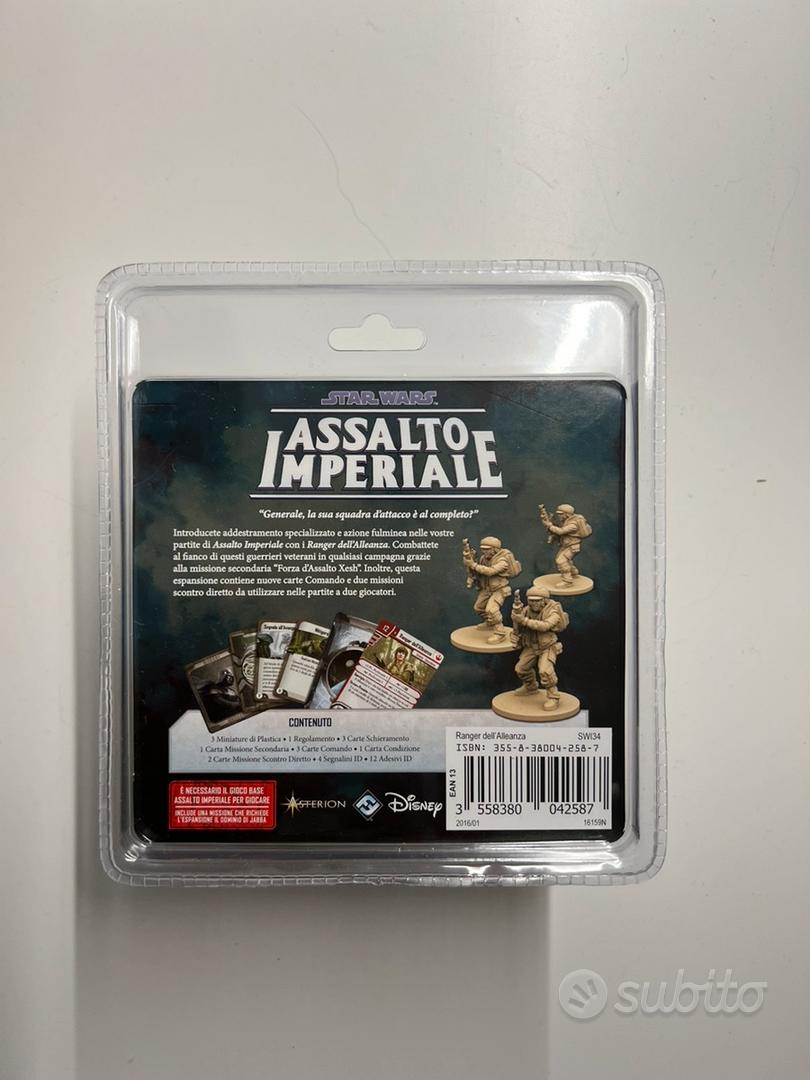 STAR WARS
ASSALTO
IMPERIALE
"Generale, la sua squadra d'attacco è al completo?"
Introducete addestramento specializzato e azione fulminea nelle vostre
partite di Assalto Imperiale con i Ranger dell'Alleanza. Combattete
al fianco di questi guerrieri veterani in qualsiasi campagna grazie
alla missione secondaria "Forza d'Assalto Xesh". Inoltre, questa
espansione contiene nuove carte Comando e due missioni
scontro diretto da utilizzare nelle partite a due giocatori.
12
Ranger dell'Alleanza
CONTENUTO
3 Miniature di Plastica • 1 Regolamento • 3 Carte Schieramento
1 Carta Missione Secondaria • 3 Carte Comando • 1 Carta Condizione
2 Carte Missione Scontro Diretto • 4 Segnalini ID • 12 Adesivi ID
È NECESSARIO IL GIOCO BASE
ASSALTO IMPERIALE PER GIOCARE
INCLUDE UNA MISSIONE CHE RICHIEDE
L'ESPANSIONE IL DOMINIO DI JABBA
ASTERION
Disney
Ranger dell'Alleanza SWI34
ISBN: 355-8-38004-258-7
EAN 13
3 558380 042587
2016/01 16159N
subito